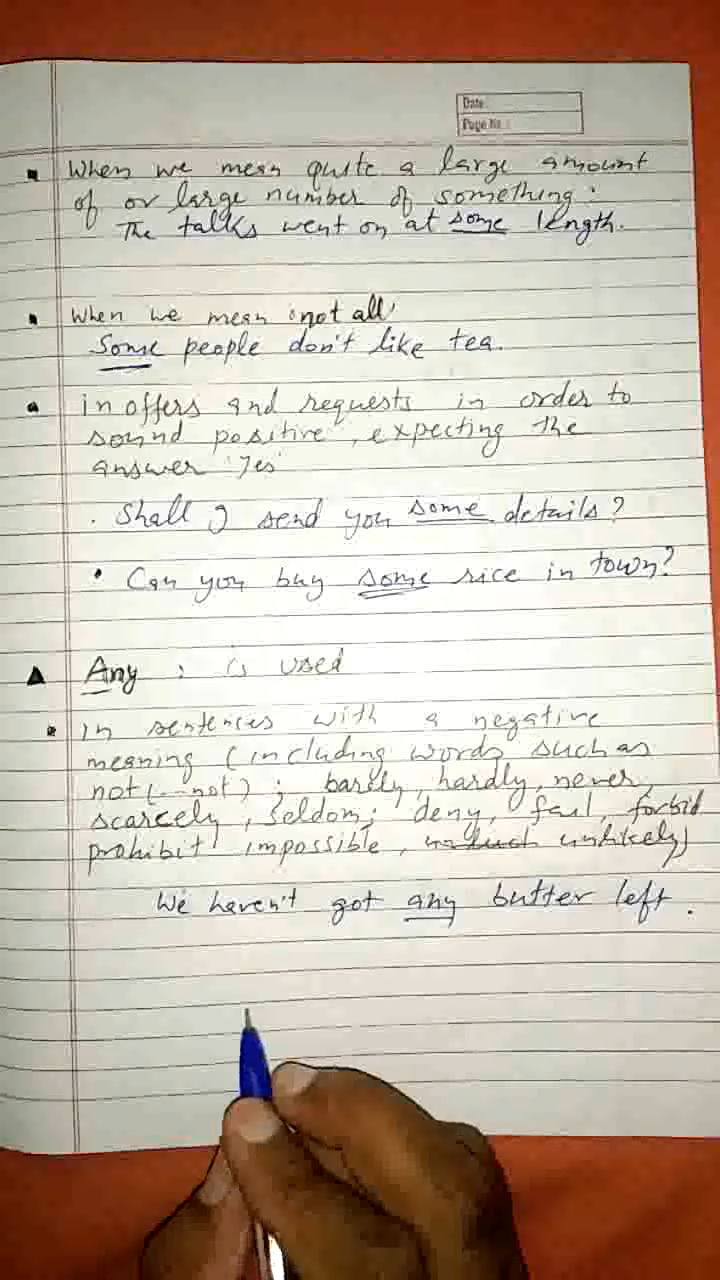 Date
Page No :
When we mean quite a large amount
of or large number of something :
The talks went on at some length.
When we mean 'not all'
Some people don't like tea.
in offers and requests in order to
sound positive, expecting the
answer 'Yes'
. Shall I send you some details?
• Can you buy some rice in town?
Any : is used
in sentences with a negative
meaning (including words such as
not (--not) ; barely, hardly, never,
scarcely, seldom; deny, fail, forbid
prohibit impossible, unlikely)
We haven't got any butter left.